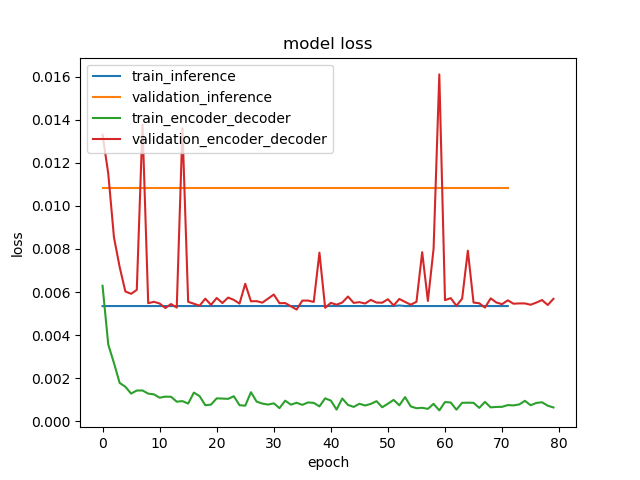 model loss
train_inference
validation_inference
train_encoder_decoder
validation_encoder_decoder
loss
0.016
0.014
0.012
0.010
0.008
0.006
0.004
0.002
0.000
0 10 20 30 40 50 60 70 80
epoch